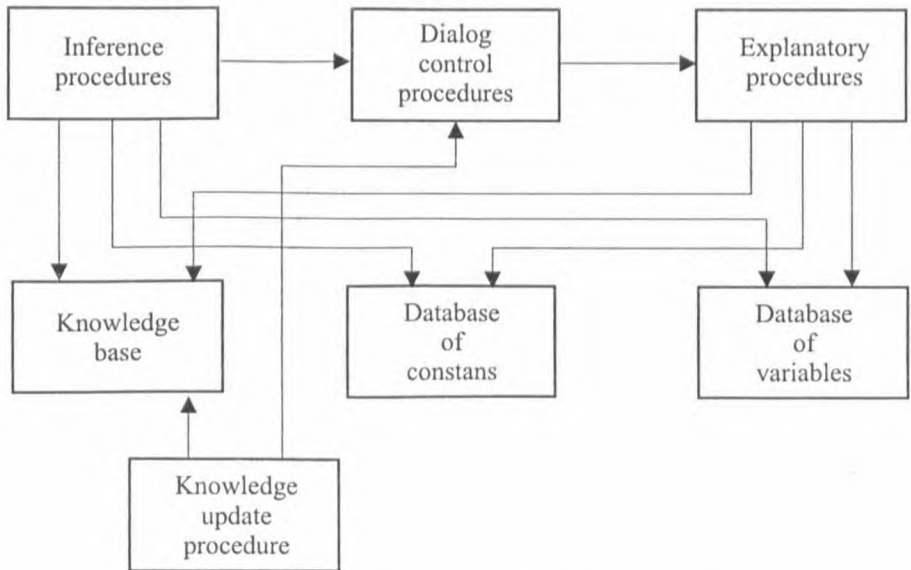 Inference
procedures
Dialog
control
procedures
Explanatory
procedures
Knowledge
base
Database
of
constans
Database
of
variables
Knowledge
update
procedure